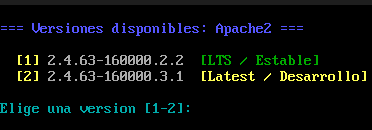 === Versiones disponibles: Apache2 ===
[1] 2.4.63-160000.2.2 [LTS / Estable]
[2] 2.4.63-160000.3.1 [Latest / Desarrollo]
Elige una version [1-2]: